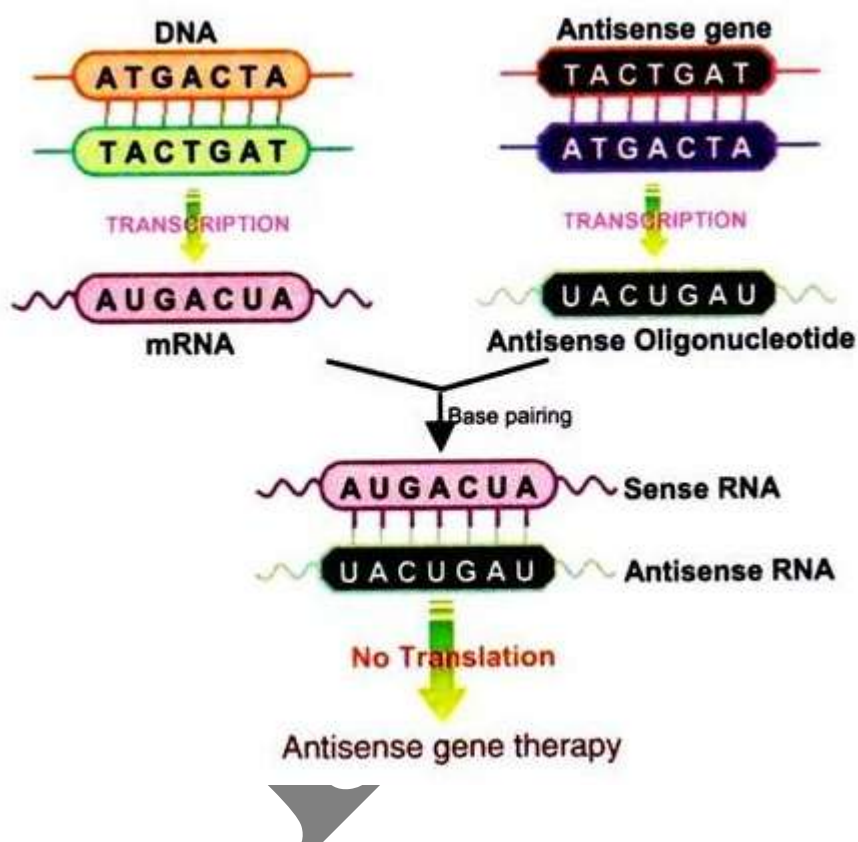 DNA
ATGACTA
TACTGAT
TRANSCRIPTION
AUGACUA
mRNA
Antisense gene
TACTGAT
ATGACTA
TRANSCRIPTION
UACUGAU
Antisense Oligonucleotide
Base pairing
AUGACUA Sense RNA
UACUGAU Antisense RNA
No Translation
Antisense gene therapy